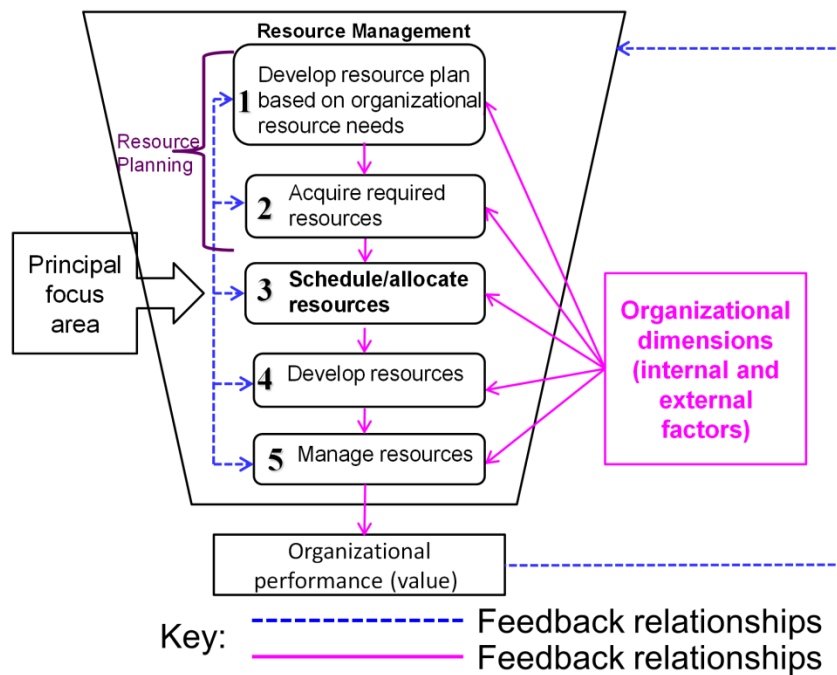 Resource Management
1
Develop resource plan
based on organizational
resource needs
Resource
Planning
2
Acquire required
resources
Principal
focus
area
3
Schedule/allocate
resources
Organizational
dimensions
(internal and
external
factors)
4
Develop resources
5
Manage resources
Organizational
performance (value)
Key:
Feedback relationships
Feedback relationships